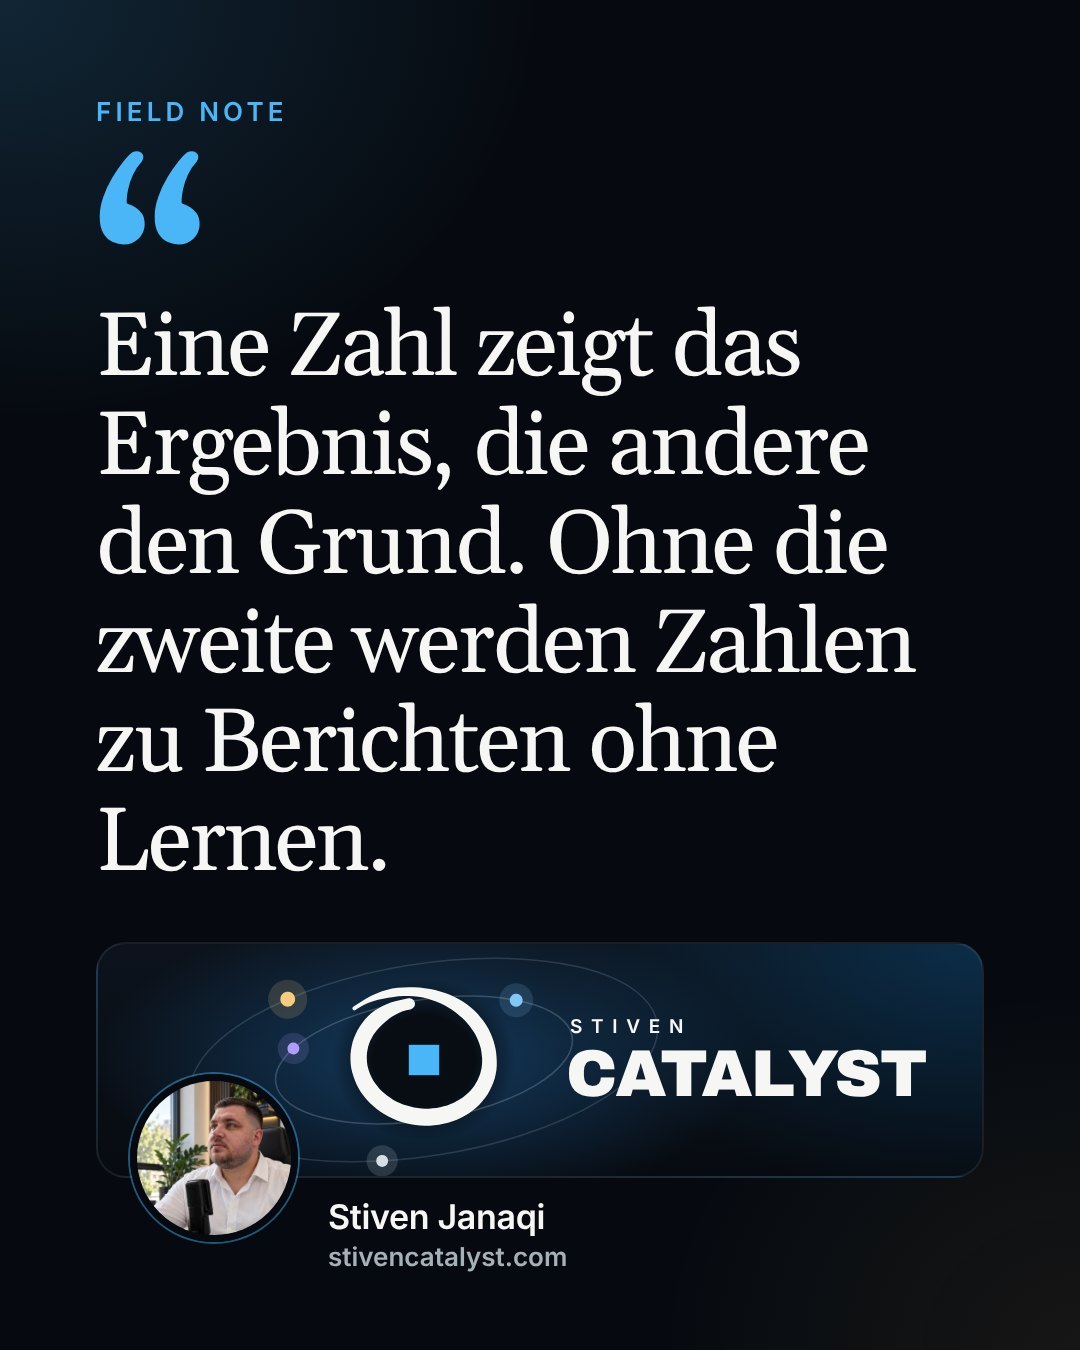 FIELD NOTE
“
Eine Zahl zeigt das
Ergebnis, die andere
den Grund. Ohne die
zweite werden Zahlen
zu Berichten ohne
Lernen.
STIVEN
CATALYST
Stiven Janaqi
stivencatalyst.com